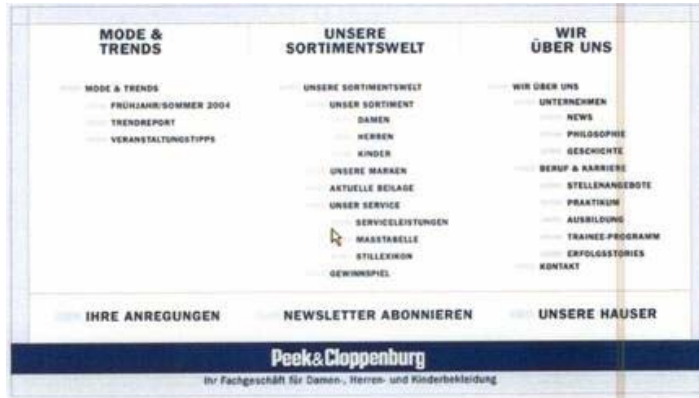 MODE &
TRENDS
MODE & TRENDS
FRÜHJAHR/SOMMER 2004
TRENDREPORT
VERANSTALTUNGSTIPPS
UNSERE
SORTIMENTSWELT
UNSERE SORTIMENTSWELT
UNSER SORTIMENT
DAMEN
HERREN
KINDER
UNSERE MARKEN
AKTUELLE BEILAGE
UNSER SERVICE
SERVICELEISTUNGEN
MASSTABELLE
STILLEXIKON
GEWINNSPIEL
WIR
ÜBER UNS
WIR ÜBER UNS
UNTERNEHMEN
NEWS
PHILOSOPHIE
GESCHICHTE
BERUF & KARRIERE
STELLENANGEBOTE
PRAKTIKUM
AUSBILDUNG
TRAINEE-PROGRAMM
ERFOLGSSTORIES
KONTAKT
IHRE ANREGUNGEN
NEWSLETTER ABONNIEREN
UNSERE HÄUSER
Peek&Cloppenburg
Ihr Fachgeschäft für Damen-, Herren- und Kinderbekleidung